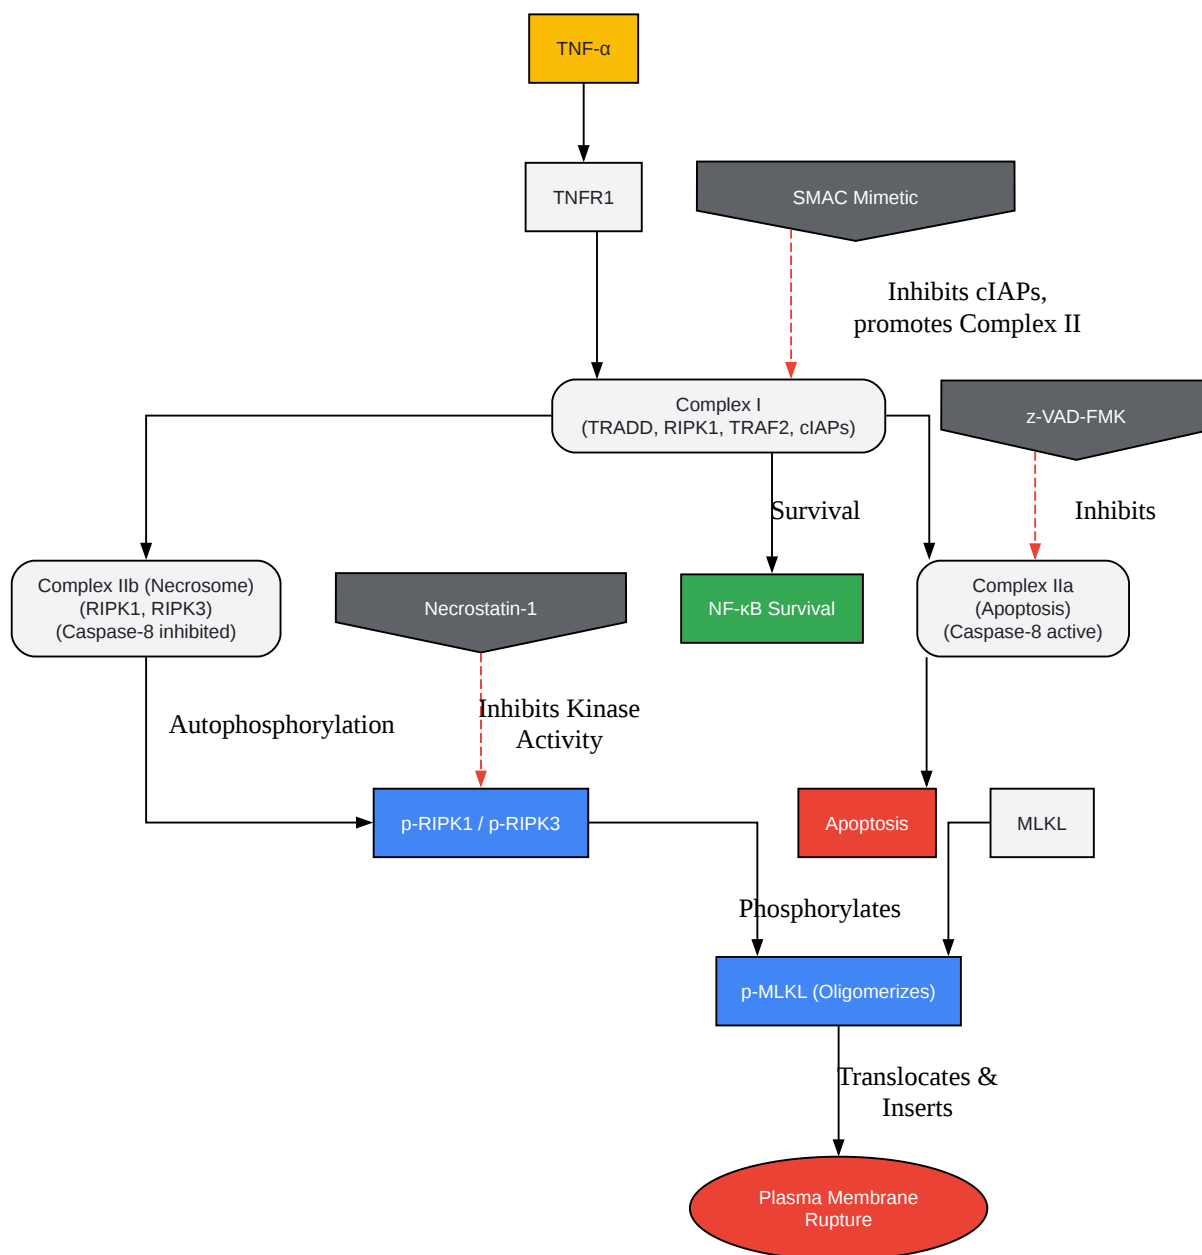 TNF-α
TNFR1
SMAC Mimetic
Inhibits cIAPs,
promotes Complex II
Complex I
(TRADD, RIPK1, TRAF2, cIAPs)
z-VAD-FMK
Survival
Inhibits
Complex IIb (Necrosome)
(RIPK1, RIPK3)
(Caspase-8 inhibited)
Necrostatin-1
NF-κB Survival
Complex IIa
(Apoptosis)
(Caspase-8 active)
Autophosphorylation
Inhibits Kinase
Activity
p-RIPK1 / p-RIPK3
Apoptosis
MLKL
Phosphorylates
p-MLKL (Oligomerizes)
Translocates &
Inserts
Plasma Membrane
Rupture